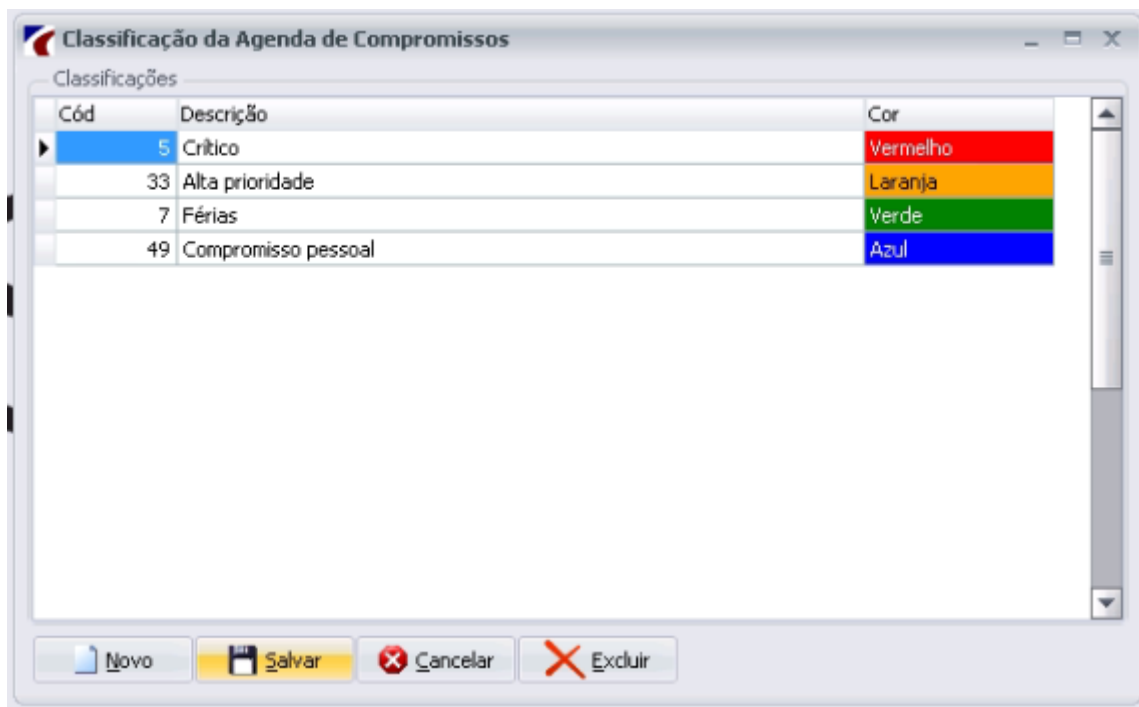 Classificação da Agenda de Compromissos
Classificações
Cód Descrição Cor
5 Crítico Vermelho
33 Alta prioridade Laranja
7 Férias Verde
49 Compromisso pessoal Azul
Novo Salvar Cancelar Excluir